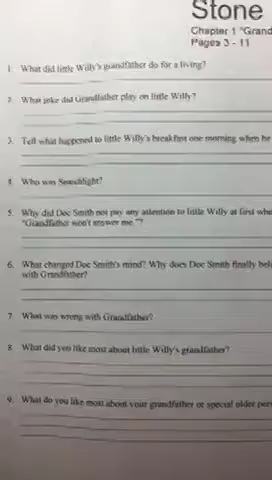 Stone
Chapter 1 "Grand
Pages 3 - 11
1. What did little Willy's grandfather do for a living?
2. What joke did Grandfather play on little Willy?
3. Tell what happened to little Willy's breakfast one morning when he
4. Who was Searchlight?
5. Why did Doc Smith not pay any attention to little Willy at first whe
"Grandfather won't answer me."?
6. What changed Doc Smith's mind? Why does Doc Smith finally beli
with Grandfather?
7. What was wrong with Grandfather?
8. What did you like most about little Willy's grandfather?
9. What do you like most about your grandfather or special older pers